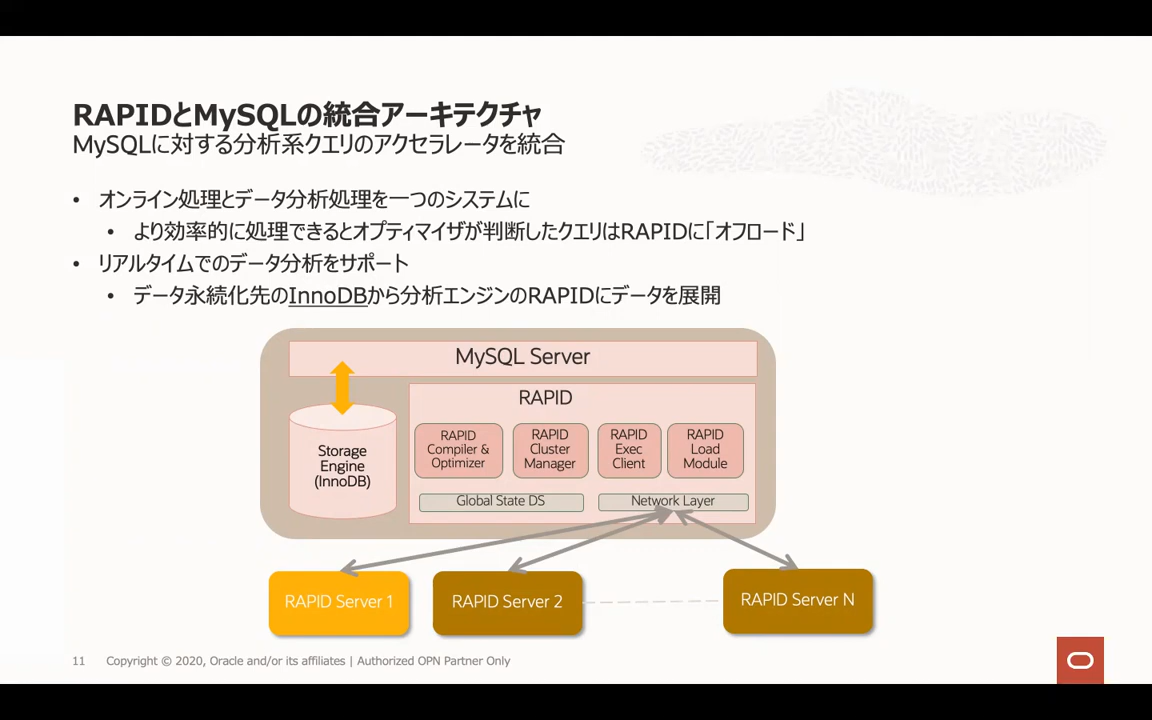 RAPIDとMySQLの統合アーキテクチャ
MySQLに対する分析系クエリのアクセラレータを統合
• オンライン処理とデータ分析処理を一つのシステムに
• より効率的に処理できるとオプティマイザが判断したクエリはRAPIDに「オフロード」
• リアルタイムでのデータ分析をサポート
• データ永続化先のInnoDBから分析エンジンのRAPIDにデータを展開
MySQL Server
RAPID
Storage
Engine
(InnoDB)
RAPID
Compiler &
Optimizer
RAPID
Cluster
Manager
RAPID
Exec
Client
RAPID
Load
Module
Global State DS
Network Layer
RAPID Server 1
RAPID Server 2
RAPID Server N
11 Copyright © 2020, Oracle and/or its affiliates | Authorized OPN Partner Only